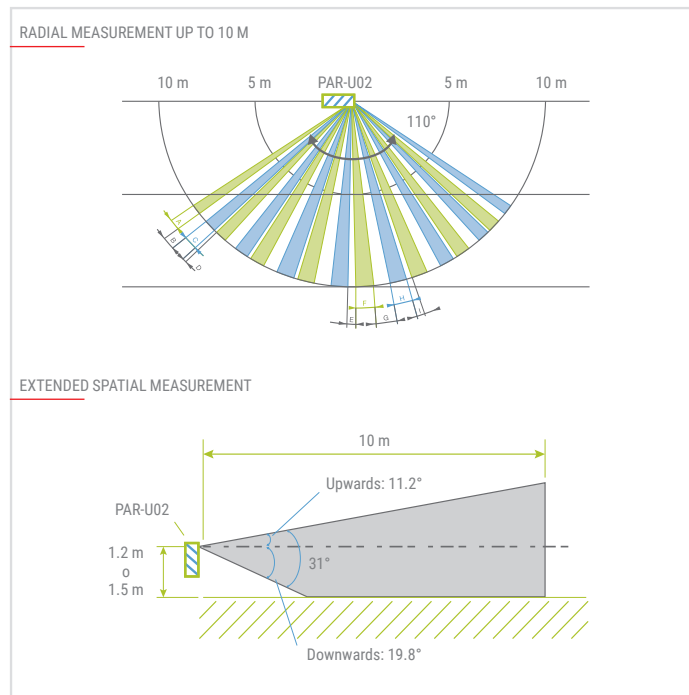 RADIAL MEASUREMENT UP TO 10 M
10 m 5 m PAR-U02 5 m 10 m
110°
A
B
C
D
E
F
G
H
I
EXTENDED SPATIAL MEASUREMENT
10 m
Upwards: 11.2°
PAR-U02
1.2 m
o
1.5 m
31°
Downwards: 19.8°